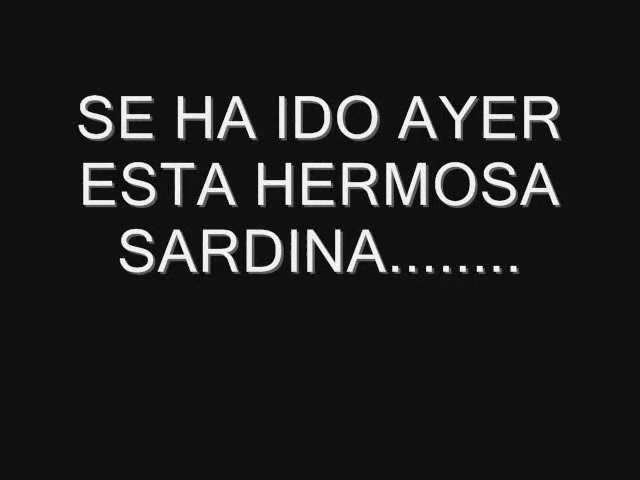 SE HA IDO AYER
ESTA HERMOSA
SARDINA........